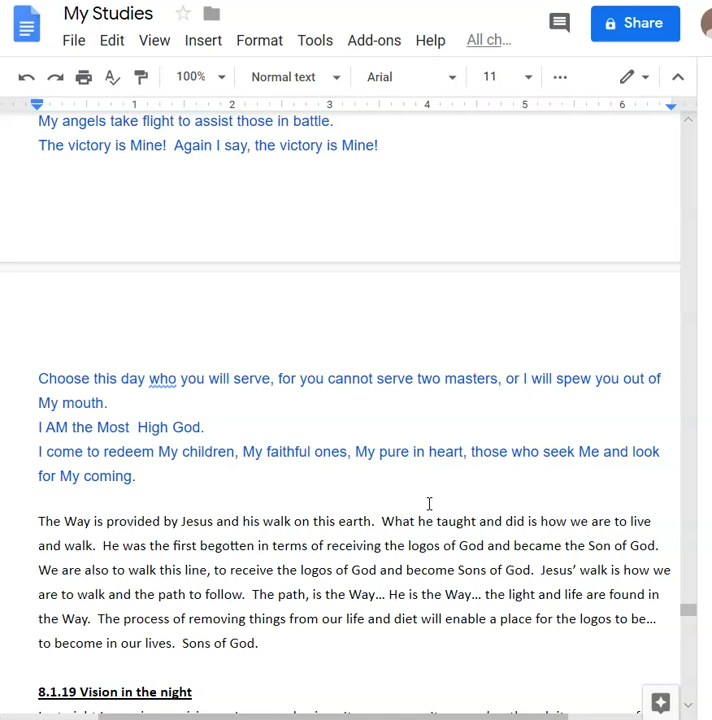 My Studies
File Edit View Insert Format Tools Add-ons Help All ch...
Share
100% Normal text Arial 11
1 2 3 4 5 6
My angels take flight to assist those in battle.
The victory is Mine!  Again I say, the victory is Mine!
Choose this day who you will serve, for you cannot serve two masters, or I will spew you out of
My mouth.
I AM the Most  High God.
I come to redeem My children, My faithful ones, My pure in heart, those who seek Me and look
for My coming.
The Way is provided by Jesus and his walk on this earth.  What he taught and did is how we are to live
and walk.  He was the first begotten in terms of receiving the logos of God and became the Son of God.
We are also to walk this line, to receive the logos of God and become Sons of God.  Jesus' walk is how we
are to walk and the path to follow.  The path, is the Way... He is the Way... the light and life are found in
the Way.  The process of removing things from our life and diet will enable a place for the logos to be...
to become in our lives.  Sons of God.
8.1.19 Vision in the night